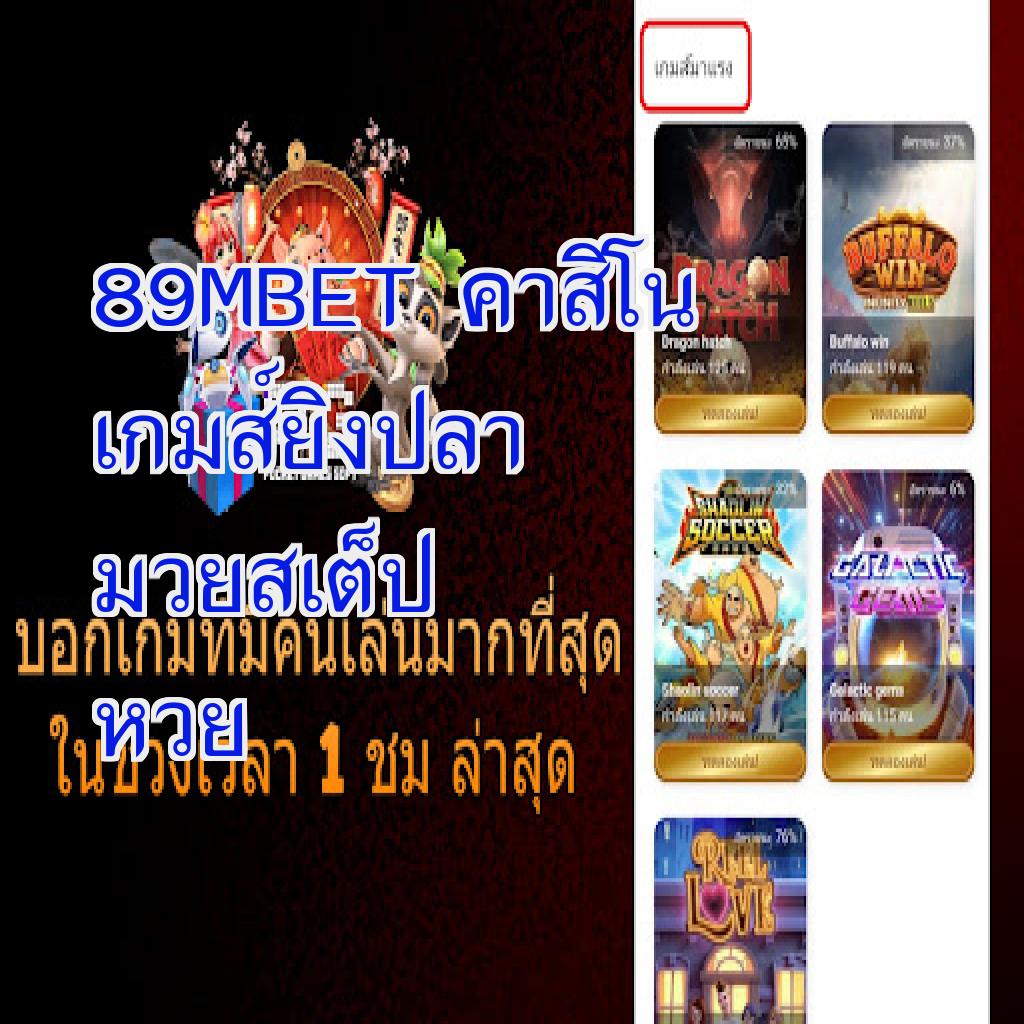 89MBET คาสิโน
เกมส์ยิงปลา
มวยสเต็ป
หวย
บอกเกมที่มีคนเล่นมากที่สุด
ในช่วงเวลา 1 ชม ล่าสุด
เกมส์มาแรง
อัตราชนะ 68%
DRAGON HATCH
Dragon hatch
กำลังเล่น 125 คน
ทดลองเล่น!
อัตราชนะ 37%
BUFFALO WIN
Buffalo win
กำลังเล่น 119 คน
ทดลองเล่น!
SHAOLIN SOCCER
Shaolin soccer
กำลังเล่น 117 คน
ทดลองเล่น!
อัตราชนะ 6%
GALACTIC GEMS
Galactic gems
กำลังเล่น 115 คน
ทดลองเล่น!
อัตราชนะ 76%
REEL LOVE